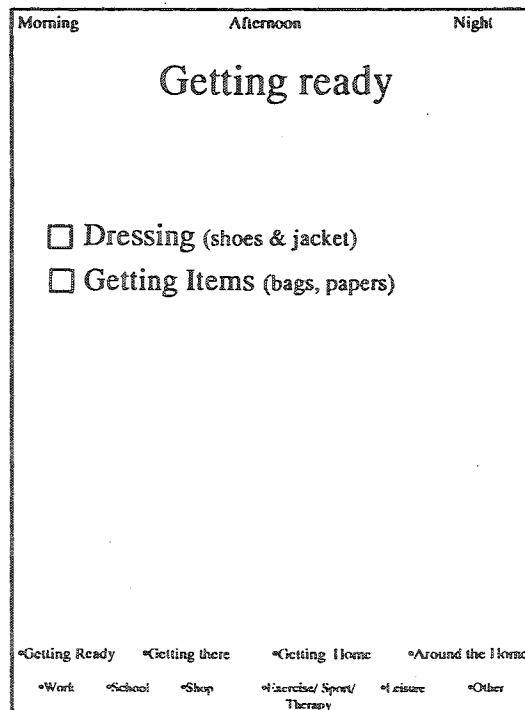 Morning Afternoon Night
Getting ready
☐ Dressing (shoes & jacket)
☐ Getting Items (bags, papers)
•Getting Ready •Getting there •Getting Home •Around the Home
•Work •School •Shop •Exercise/ Sport/ Therapy •Leisure •Other